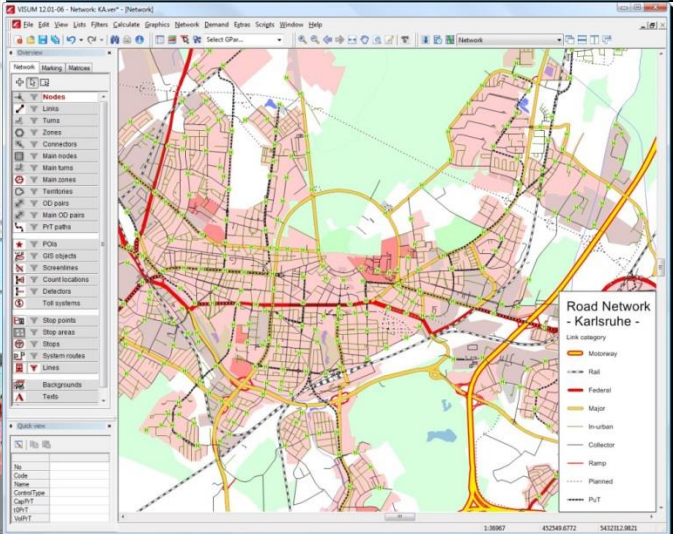 VISUM 12.01-06 - Network: KA.ver* - [Network]
File Edit View Lists Filters Calculate Graphics Network Demand Extras Scripts Window Help
Select GPar...
Network
Overview
Network Marking Matrices
Nodes
Links
Turns
Zones
Connectors
Main nodes
Main turns
Main zones
Territories
OD pairs
Main OD pairs
PrT paths
POIs
GIS objects
Screenlines
Count locations
Detectors
Toll systems
Stop points
Stop areas
Stops
System routes
Lines
Backgrounds
Texts
Quick view
No
Code
Name
ControlType
CapPrT
t0PrT
VolPrT
Road Network
- Karlsruhe -
Link category
Motorway
Rail
Federal
Major
In-urban
Collector
Ramp
Planned
PuT
1:36967 452549.6772 5432312.9821